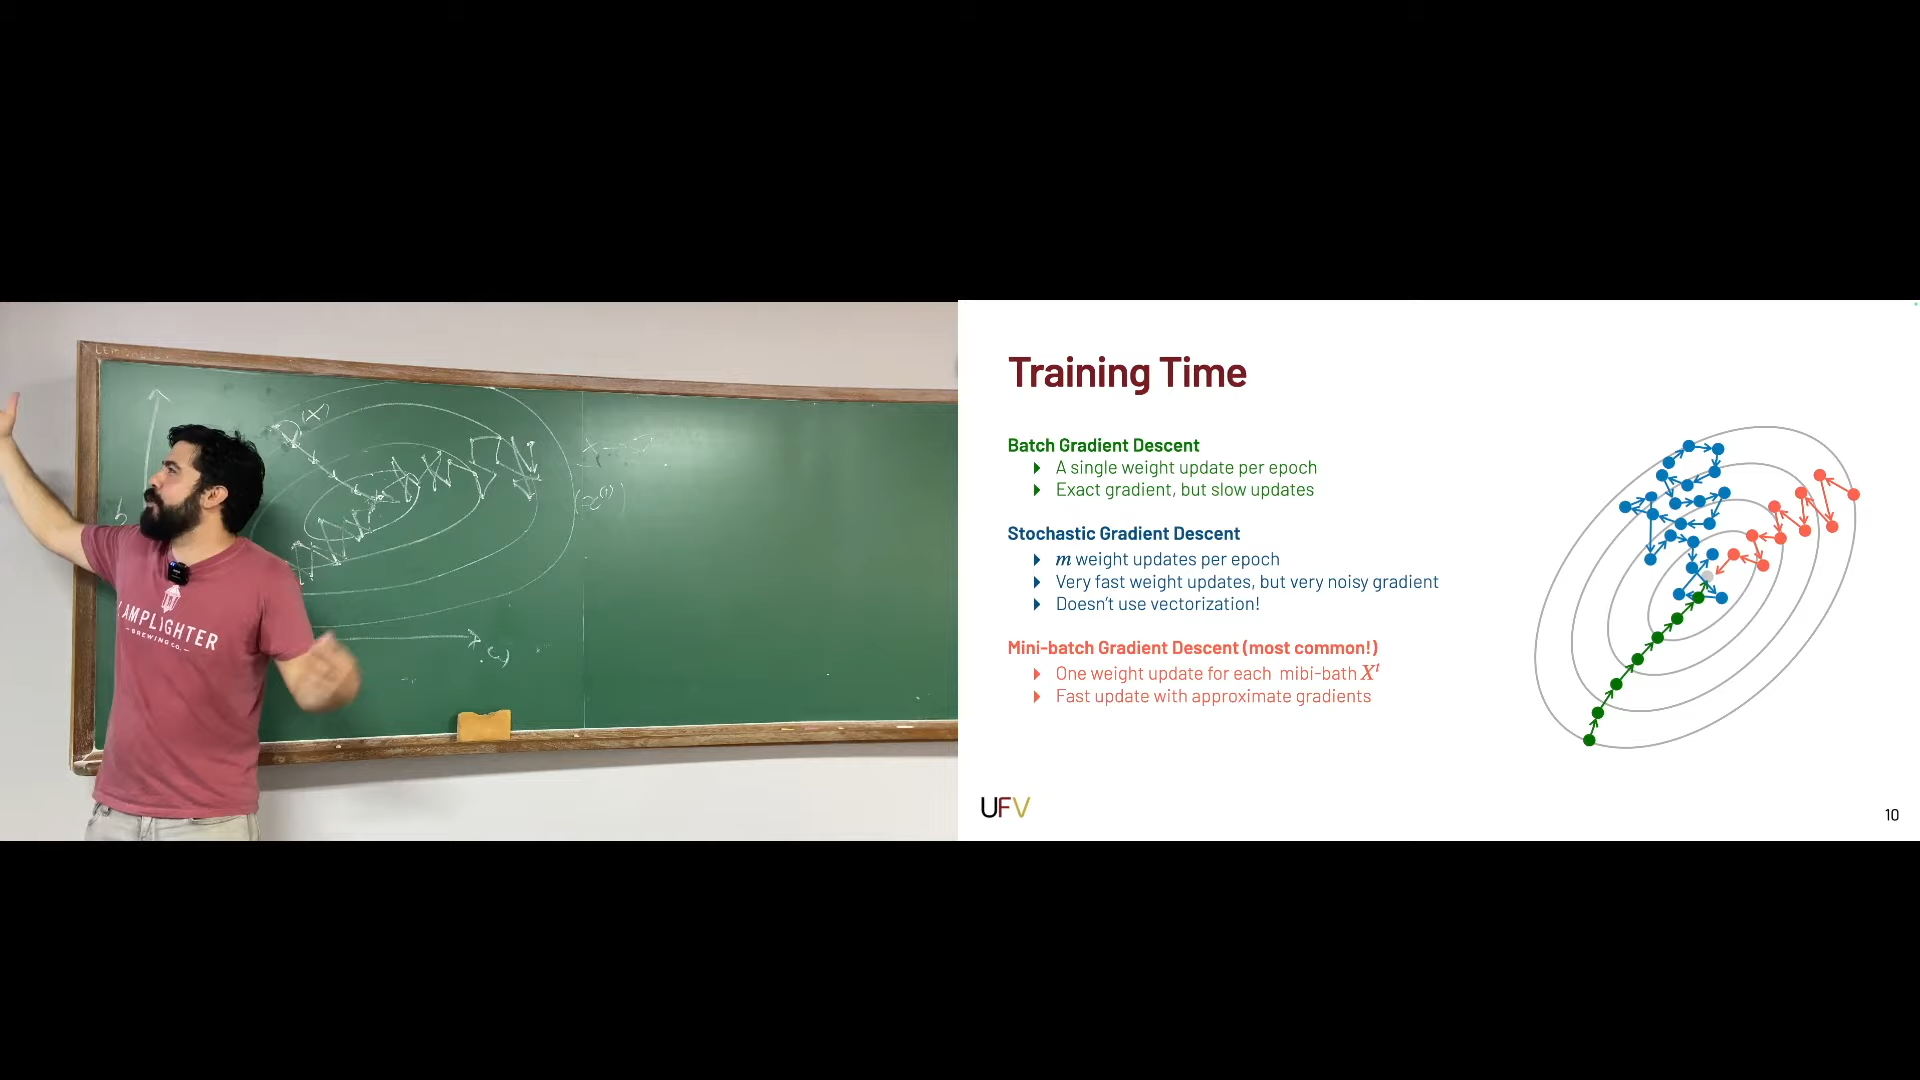 LAMPLIGHTER
BREWING CO.
(X)
b
Training Time
Batch Gradient Descent
A single weight update per epoch
Exact gradient, but slow updates
Stochastic Gradient Descent
m weight updates per epoch
Very fast weight updates, but very noisy gradient
Doesn't use vectorization!
Mini-batch Gradient Descent (most common!)
One weight update for each mibi-bath Xᵗ
Fast update with approximate gradients
UFV
10